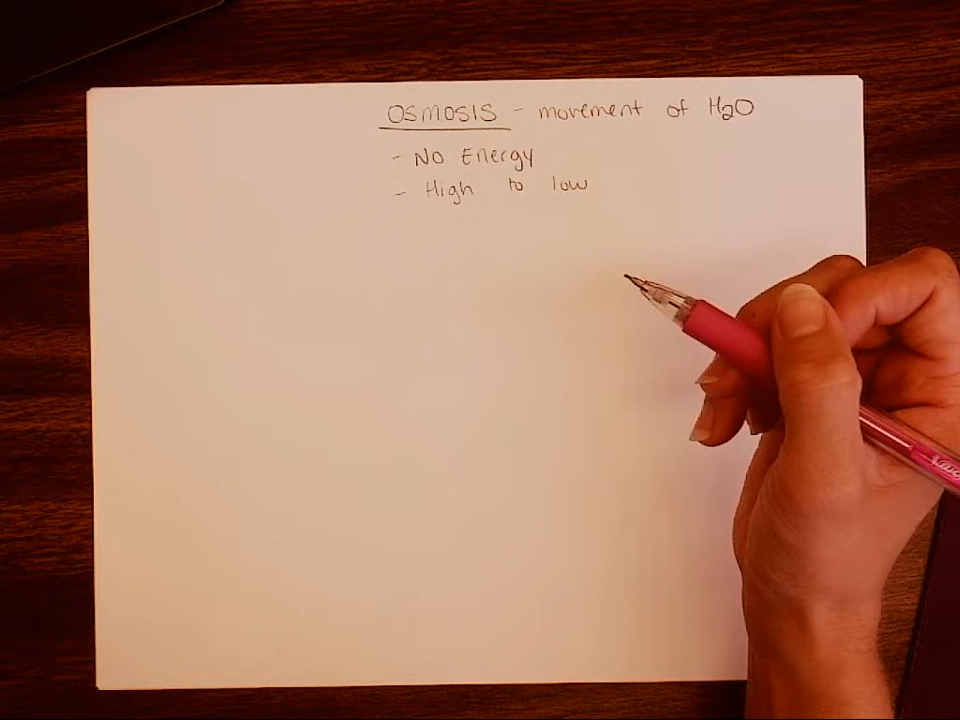 OSMOSIS - movement of H2O
- No Energy
- High to low